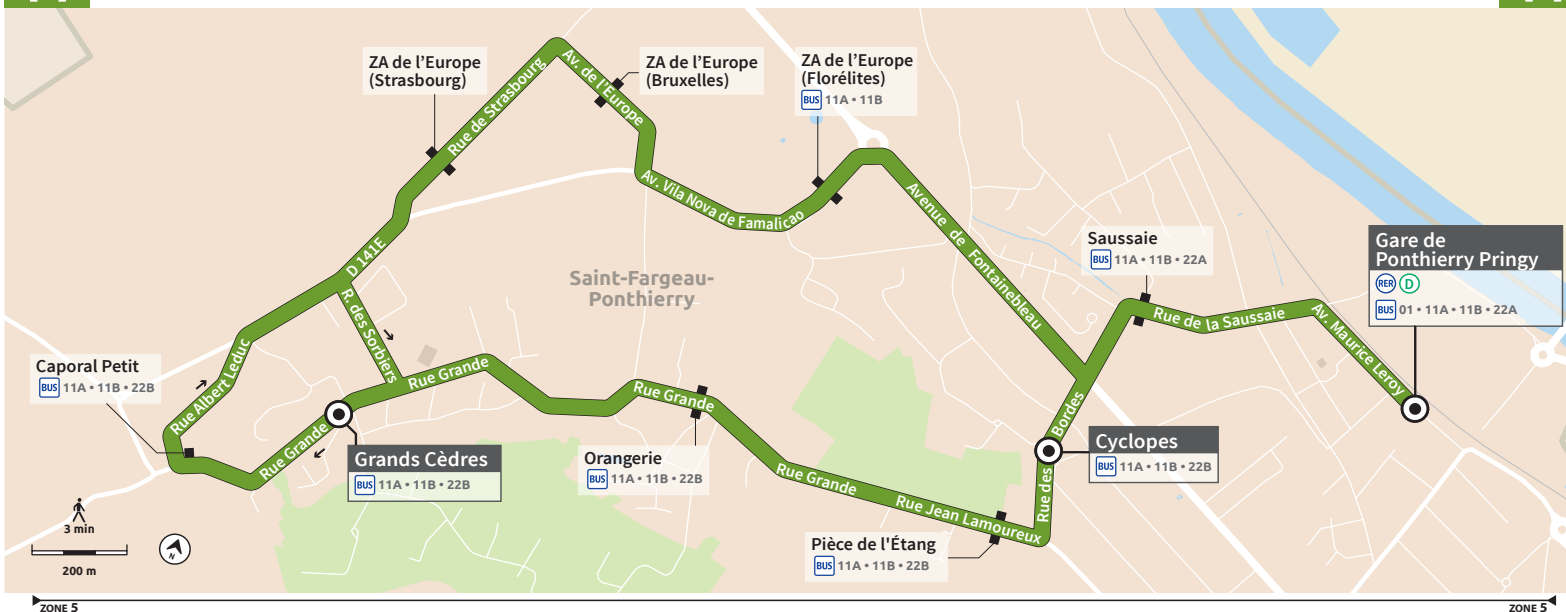 ZA de l'Europe
(Strasbourg)
Av. de l'Europe
ZA de l'Europe
(Bruxelles)
ZA de l'Europe
(Florélites)
BUS 11A • 11B
Rue de Strasbourg
Av. Vila Nova de Famalicao
Avenue de Fontainebleau
D 141E
R. des Sorbiers
Saint-Fargeau-
Ponthierry
Saussaie
BUS 11A • 11B • 22A
Gare de
Ponthierry Pringy
RER D
BUS 01 • 11A • 11B • 22A
Rue de la Saussaie
Av. Maurice Leroy
Caporal Petit
BUS 11A • 11B • 22B
Rue Albert Leduc
Rue Grande
Rue Grande
Rue Grande
Grands Cèdres
BUS 11A • 11B • 22B
Orangerie
BUS 11A • 11B • 22B
Rue Grande
Rue Jean Lamoureux
Rue des Bordes
Cyclopes
BUS 11A • 11B • 22B
Pièce de l'Étang
BUS 11A • 11B • 22B
3 min
200 m
N
ZONE 5
ZONE 5